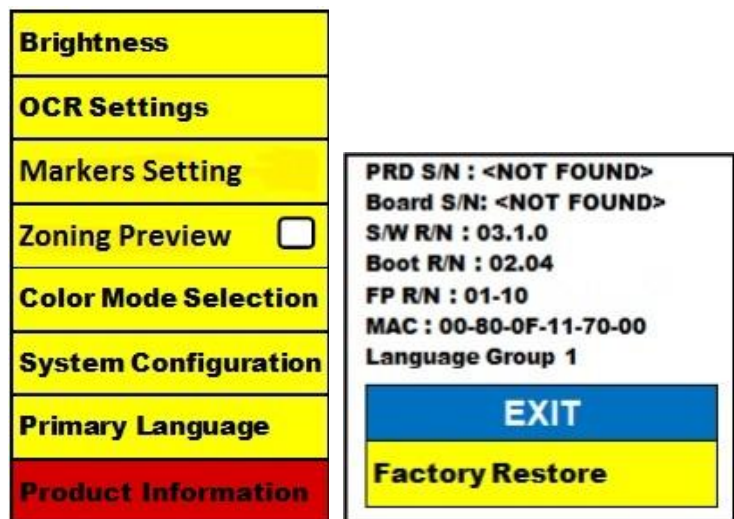 Brightness
OCR Settings
Markers Setting
Zoning Preview
Color Mode Selection
System Configuration
Primary Language
Product Information
PRD S/N : <NOT FOUND>
Board S/N: <NOT FOUND>
S/W R/N : 03.1.0
Boot R/N : 02.04
FP R/N : 01-10
MAC : 00-80-0F-11-70-00
Language Group 1
EXIT
Factory Restore